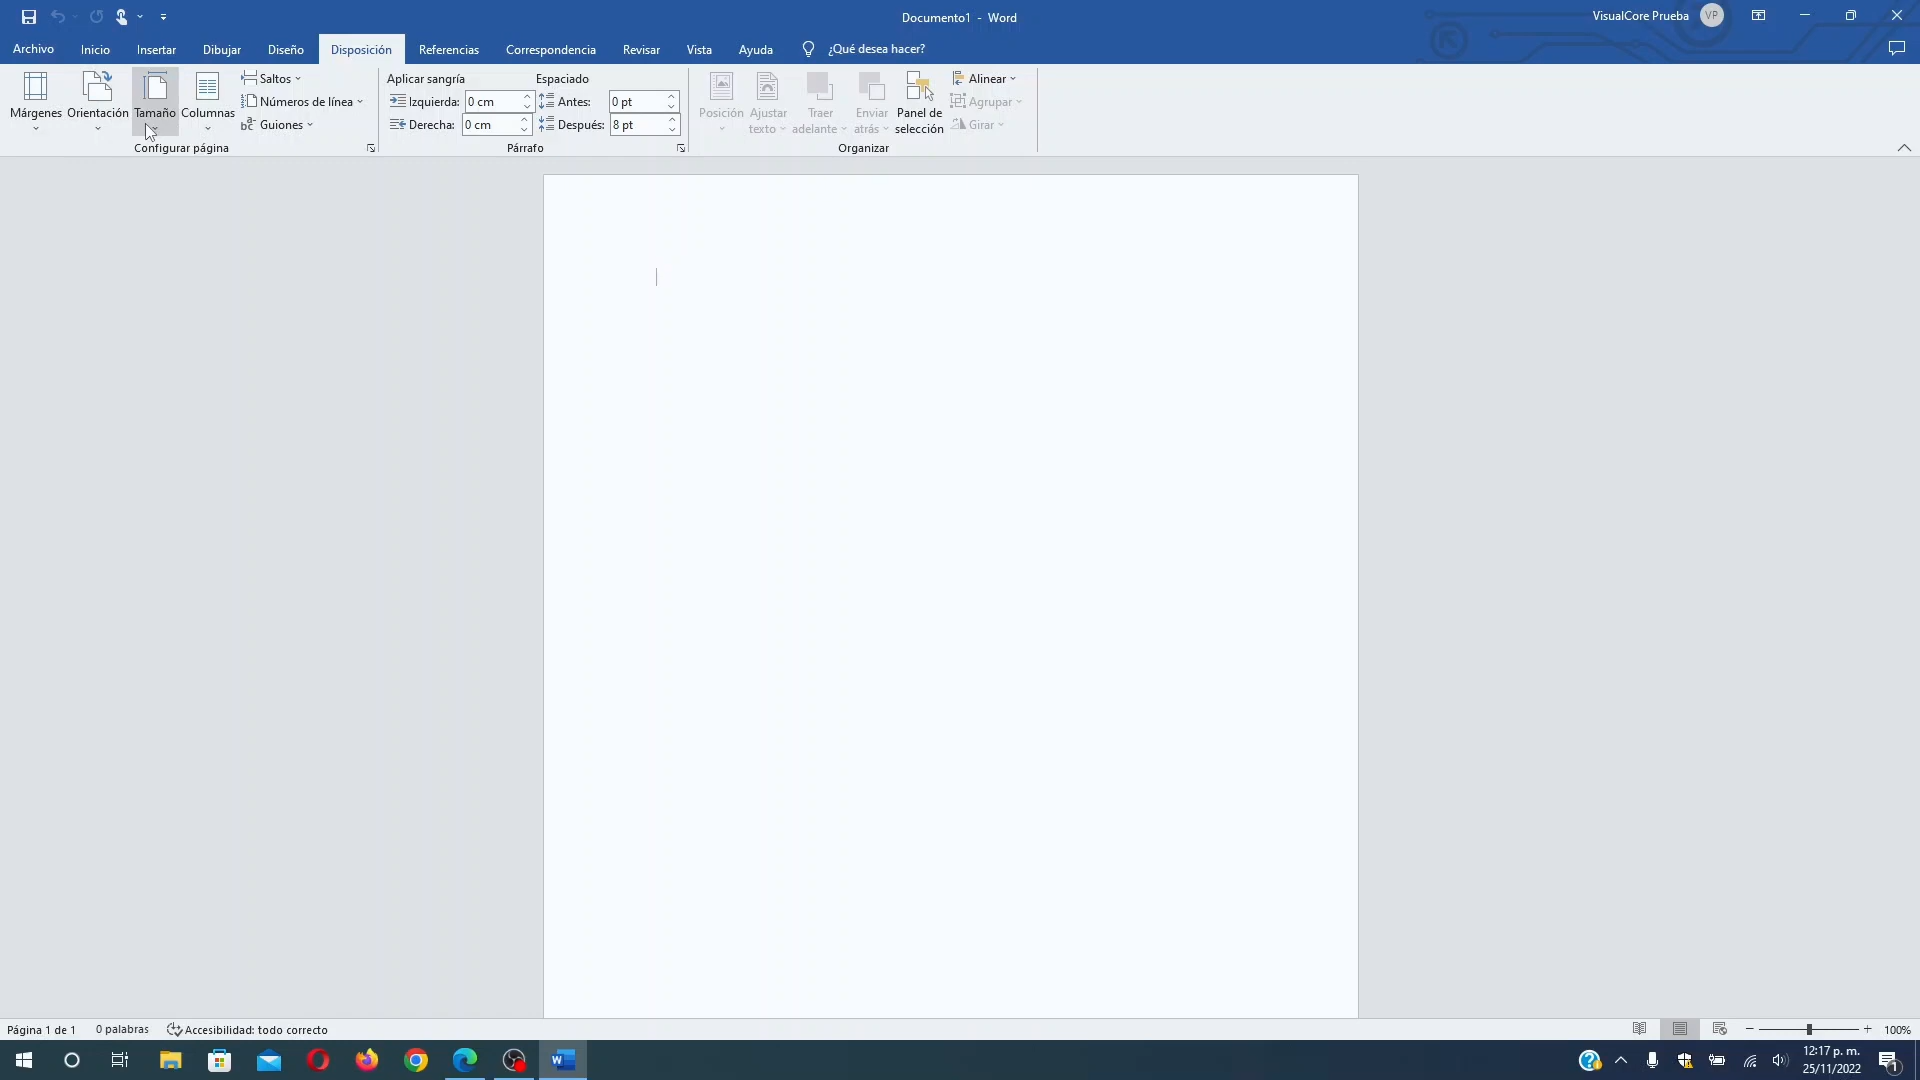 Documento1 - Word
VisualCore Prueba
VP
Archivo Inicio Insertar Dibujar Diseño Disposición Referencias Correspondencia Revisar Vista Ayuda ¿Qué desea hacer?
Márgenes Orientación Tamaño Columnas
Saltos
Números de línea
Guiones
Configurar página
Aplicar sangría
Izquierda: 0 cm
Derecha: 0 cm
Espaciado
Antes: 0 pt
Después: 8 pt
Párrafo
Posición
Ajustar
texto
Traer
adelante
Enviar
atrás
Panel de
selección
Alinear
Agrupar
Girar
Organizar
Página 1 de 1 0 palabras Accesibilidad: todo correcto
100%
12:17 p. m.
25/11/2022
1